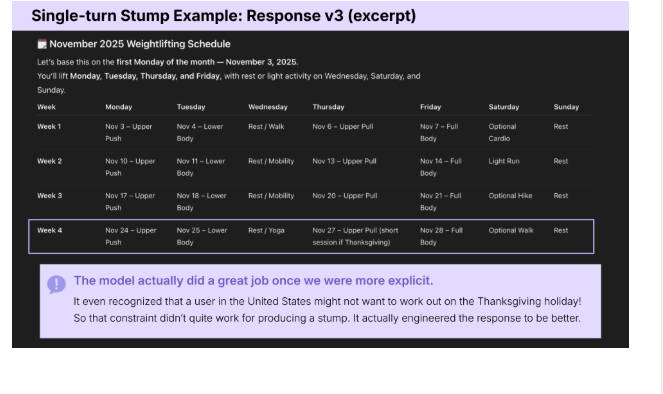 Single-turn Stump Example: Response v3 (excerpt)
November 2025 Weightlifting Schedule
Let's base this on the first Monday of the month — November 3, 2025.
You'll lift Monday, Tuesday, Thursday, and Friday, with rest or light activity on Wednesday, Saturday, and
Sunday.
Week Monday Tuesday Wednesday Thursday Friday Saturday Sunday
Week 1 Nov 3 – Upper Nov 4 – Lower Rest / Walk Nov 6 – Upper Pull Nov 7 – Full Optional Rest
Push Body Body Cardio
Week 2 Nov 10 – Upper Nov 11 – Lower Rest / Mobility Nov 13 – Upper Pull Nov 14 – Full Light Run Rest
Push Body Body
Week 3 Nov 17 – Upper Nov 18 – Lower Rest / Mobility Nov 20 – Upper Pull Nov 21 – Full Optional Hike Rest
Push Body Body
Week 4 Nov 24 – Upper Nov 25 – Lower Rest / Yoga Nov 27 – Upper Pull (short Nov 28 – Full Optional Walk Rest
Push Body session if Thanksgiving) Body
The model actually did a great job once we were more explicit.
It even recognized that a user in the United States might not want to work out on the Thanksgiving holiday!
So that constraint didn't quite work for producing a stump. It actually engineered the response to be better.